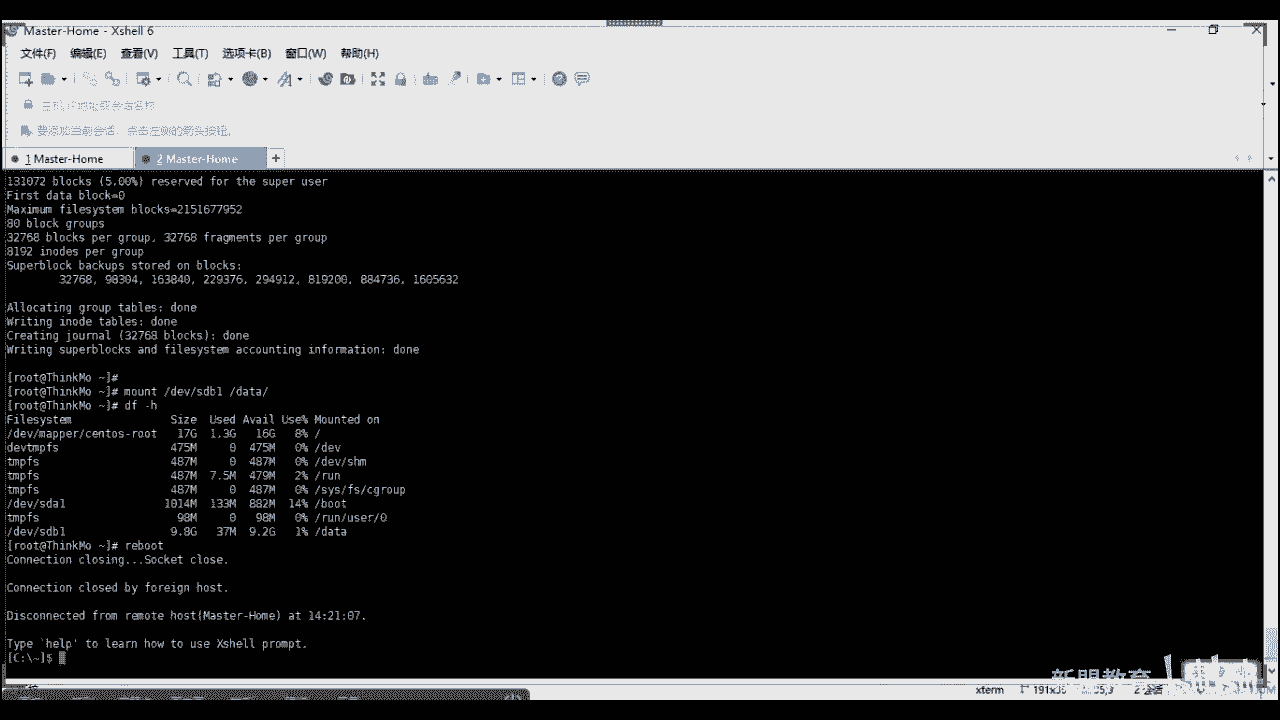 Master-Home - Xshell 6
文件(F) 编辑(E) 查看(V) 工具(T) 选项卡(B) 窗口(W) 帮助(H)
要添加当前会话，点击左侧的箭头按钮。
1 Master-Home 2 Master-Home +
131072 blocks (5.00%) reserved for the super user
First data block=0
Maximum filesystem blocks=2151677952
80 block groups
32768 blocks per group, 32768 fragments per group
8192 inodes per group
Superblock backups stored on blocks:
32768, 98304, 163840, 229376, 294912, 819200, 884736, 1605632
Allocating group tables: done
Writing inode tables: done
Creating journal (32768 blocks): done
Writing superblocks and filesystem accounting information: done
[root@ThinkMo ~]#
[root@ThinkMo ~]# mount /dev/sdb1 /data/
[root@ThinkMo ~]# df -h
Filesystem Size Used Avail Use% Mounted on
/dev/mapper/centos-root 17G 1.3G 16G 8% /
devtmpfs 475M 0 475M 0% /dev
tmpfs 487M 0 487M 0% /dev/shm
tmpfs 487M 7.5M 479M 2% /run
tmpfs 487M 0 487M 0% /sys/fs/cgroup
/dev/sda1 1014M 133M 882M 14% /boot
tmpfs 98M 0 98M 0% /run/user/0
/dev/sdb1 9.8G 37M 9.2G 1% /data
[root@ThinkMo ~]# reboot
Connection closing...Socket close.
Connection closed by foreign host.
Disconnected from remote host(Master-Home) at 14:21:07.
Type `help' to learn how to use Xshell prompt.
[C:\~]$
新盟教育
xterm